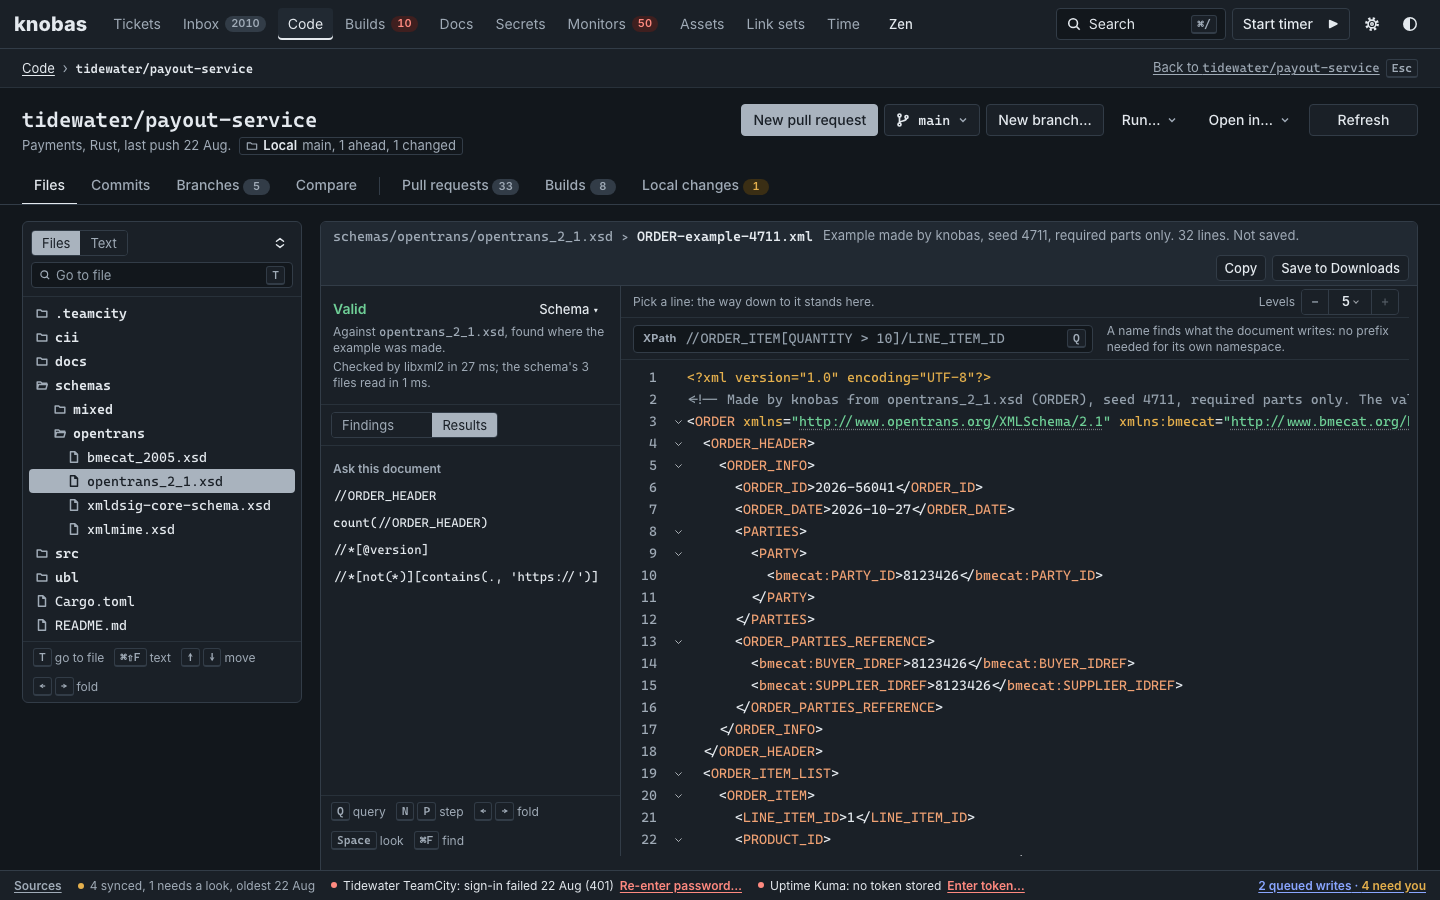 knobas Tickets Inbox 2010 Code Builds 10 Docs Secrets Monitors 50 Assets Link sets Time Zen Search ⌘/ Start timer
Code › tidewater/payout-service Back to tidewater/payout-service Esc
tidewater/payout-service
New pull request main New branch... Run... Open in... Refresh
Payments, Rust, last push 22 Aug. Local main, 1 ahead, 1 changed
Files Commits Branches 5 Compare Pull requests 33 Builds 8 Local changes 1
Files Text
Go to file T
.teamcity
cii
docs
schemas
mixed
opentrans
bmecat_2005.xsd
opentrans_2_1.xsd
xmldsig-core-schema.xsd
xmlmime.xsd
src
ubl
Cargo.toml
README.md
T go to file ⌘⇧F text ↑ ↓ move
← → fold
schemas/opentrans/opentrans_2_1.xsd > ORDER-example-4711.xml Example made by knobas, seed 4711, required parts only. 32 lines. Not saved.
Copy Save to Downloads
Valid Schema
Against opentrans_2_1.xsd, found where the
example was made.
Checked by libxml2 in 27 ms; the schema's 3
files read in 1 ms.
Findings Results
Ask this document
//ORDER_HEADER
count(//ORDER_HEADER)
//*[@version]
//*[not(*)][contains(., 'https://')]
Q query N P step ← → fold
Space look ⌘F find
Pick a line: the way down to it stands here. Levels − 5 +
XPath //ORDER_ITEM[QUANTITY > 10]/LINE_ITEM_ID Q
A name finds what the document writes: no prefix
needed for its own namespace.
1 <?xml version="1.0" encoding="UTF-8"?>
2 <!-- Made by knobas from opentrans_2_1.xsd (ORDER), seed 4711, required parts only. The val
3 <ORDER xmlns="http://www.opentrans.org/XMLSchema/2.1" xmlns:bmecat="http://www.bmecat.org/
4 <ORDER_HEADER>
5 <ORDER_INFO>
6 <ORDER_ID>2026-56041</ORDER_ID>
7 <ORDER_DATE>2026-10-27</ORDER_DATE>
8 <PARTIES>
9 <PARTY>
10 <bmecat:PARTY_ID>8123426</bmecat:PARTY_ID>
11 </PARTY>
12 </PARTIES>
13 <ORDER_PARTIES_REFERENCE>
14 <bmecat:BUYER_IDREF>8123426</bmecat:BUYER_IDREF>
15 <bmecat:SUPPLIER_IDREF>8123426</bmecat:SUPPLIER_IDREF>
16 </ORDER_PARTIES_REFERENCE>
17 </ORDER_INFO>
18 </ORDER_HEADER>
19 <ORDER_ITEM_LIST>
20 <ORDER_ITEM>
21 <LINE_ITEM_ID>1</LINE_ITEM_ID>
22 <PRODUCT_ID>
Sources 4 synced, 1 needs a look, oldest 22 Aug Tidewater TeamCity: sign-in failed 22 Aug (401) Re-enter password... Uptime Kuma: no token stored Enter token... 2 queued writes · 4 need you